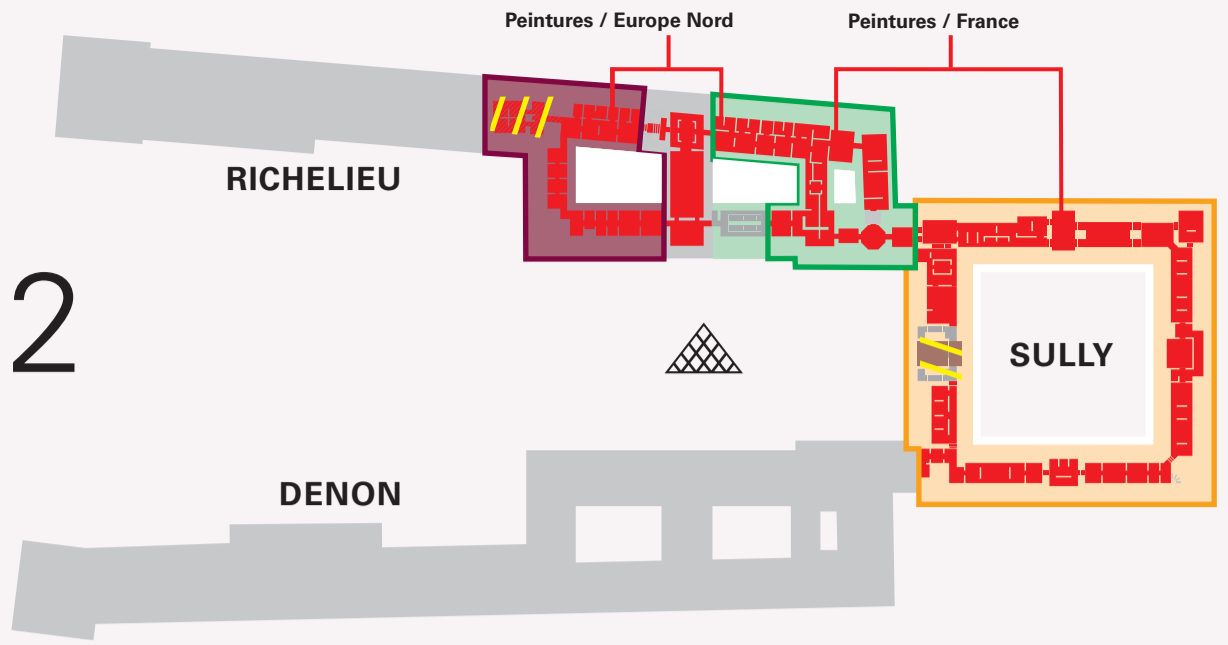 Peintures / Europe Nord
Peintures / France
RICHELIEU
2
SULLY
DENON